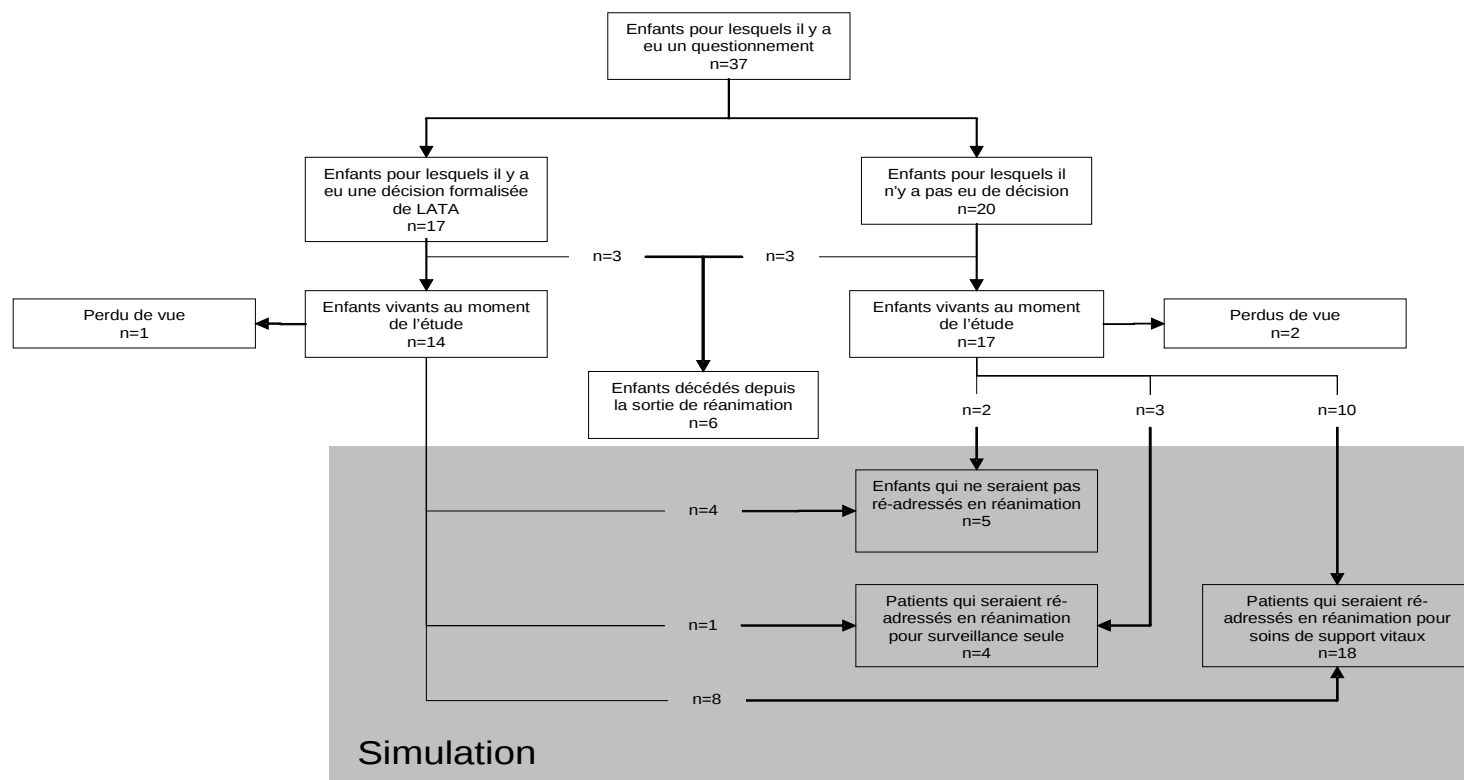 Enfants pour lesquels il y a
eu un questionnement
n=37
Enfants pour lesquels il y a
eu une décision formalisée
de LATA
n=17
Enfants pour lesquels il
n'y a pas eu de décision
n=20
n=3
n=3
Perdu de vue
n=1
Enfants vivants au moment
de l'étude
n=14
Enfants vivants au moment
de l'étude
n=17
Perdus de vue
n=2
Enfants décédés depuis
la sortie de réanimation
n=6
n=2
n=3
n=10
n=4
Enfants qui ne seraient pas
ré-adressés en réanimation
n=5
n=1
Patients qui seraient ré-
adressés en réanimation
pour surveillance seule
n=4
Patients qui seraient ré-
adressés en réanimation pour
soins de support vitaux
n=18
n=8
Simulation